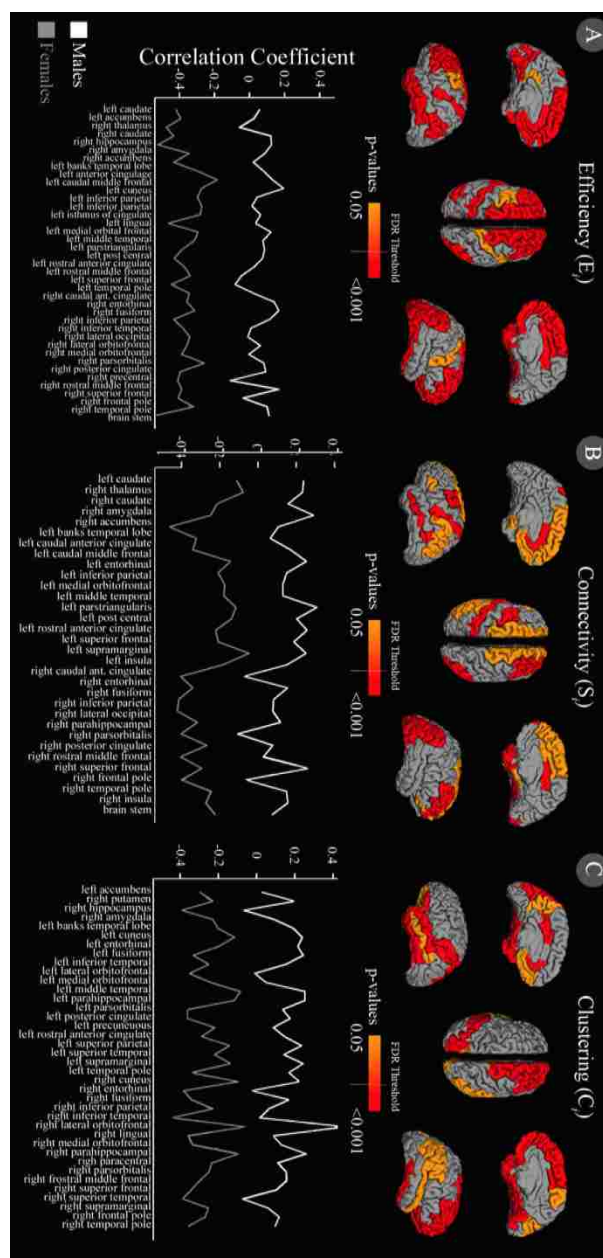 A
Efficiency (Ei)
p-values
0.05
FDR Threshold
<0.001
Correlation Coefficient
Males
Females
-0.4
-0.2
0
0.2
0.4
left caudate
left accumbens
right thalamus
right caudate
right hippocampus
right amygdala
right accumbens
left banks temporal lobe
left anterior cingulage
left caudal middle frontal
left cuneus
left inferior parietal
left inferior parietal
left isthmus of cingulate
left lingual
left medial orbital frontal
left middle temporal
left parstriangularis
left post central
left rostral anterior cingulate
left rostral middle frontal
left superior frontal
left temporal pole
right caudal ant. cingulate
right entorhinal
right fusiform
right inferior parietal
right inferior temporal
right lateral occipital
right lateral orbitofrontal
right medial orbitofrontal
right parsorbitalis
right posterior cingulate
right precentral
right rostral middle frontal
right superior frontal
right frontal pole
right temporal pole
brain stem
B
Connectivity (Si)
p-values
0.05
FDR Threshold
<0.001
0
left caudate
right thalamus
right caudate
right amygdala
right accumbens
left banks temporal lobe
left caudal anterior cingulate
left caudal middle frontal
left entorhinal
left inferior parietal
left medial orbitofrontal
left middle temporal
left parstriangularis
left post central
left rostral anterior cingulate
left superior frontal
left supramarginal
left insula
right caudal ant. cingulate
right entorhinal
right fusiform
right inferior parietal
right lateral occipital
right parahippocampal
right parsorbitalis
right posterior cingulate
right rostral middle frontal
right superior frontal
right frontal pole
right temporal pole
right insula
brain stem
C
Clustering (Ci)
p-values
0.05
FDR Threshold
<0.001
-0.4
-0.2
0
0.2
0.4
left accumbens
right putamen
right hippocampus
right amygdala
left banks temporal lobe
left cuneus
left entorhinal
left fusiform
left inferior temporal
left lateral orbitofrontal
left medial orbitofrontal
left middle temporal
left parahippocampal
left parsorbitalis
left posterior cingulate
left precuneuous
left rostral anterior cingulate
left superior parietal
left superior temporal
left supramarginal
left temporal pole
right cuneus
right entorhinal
right fusiform
right inferior parietal
right inferior temporal
right lateral orbitofrontal
right lingual
right medial orbitofrontal
right parahippocampal
righ paracentral
right parsorbitalis
right frostral middle frontal
right superior frontal
right superior temporal
right supramarginal
right frontal pole
right temporal pole